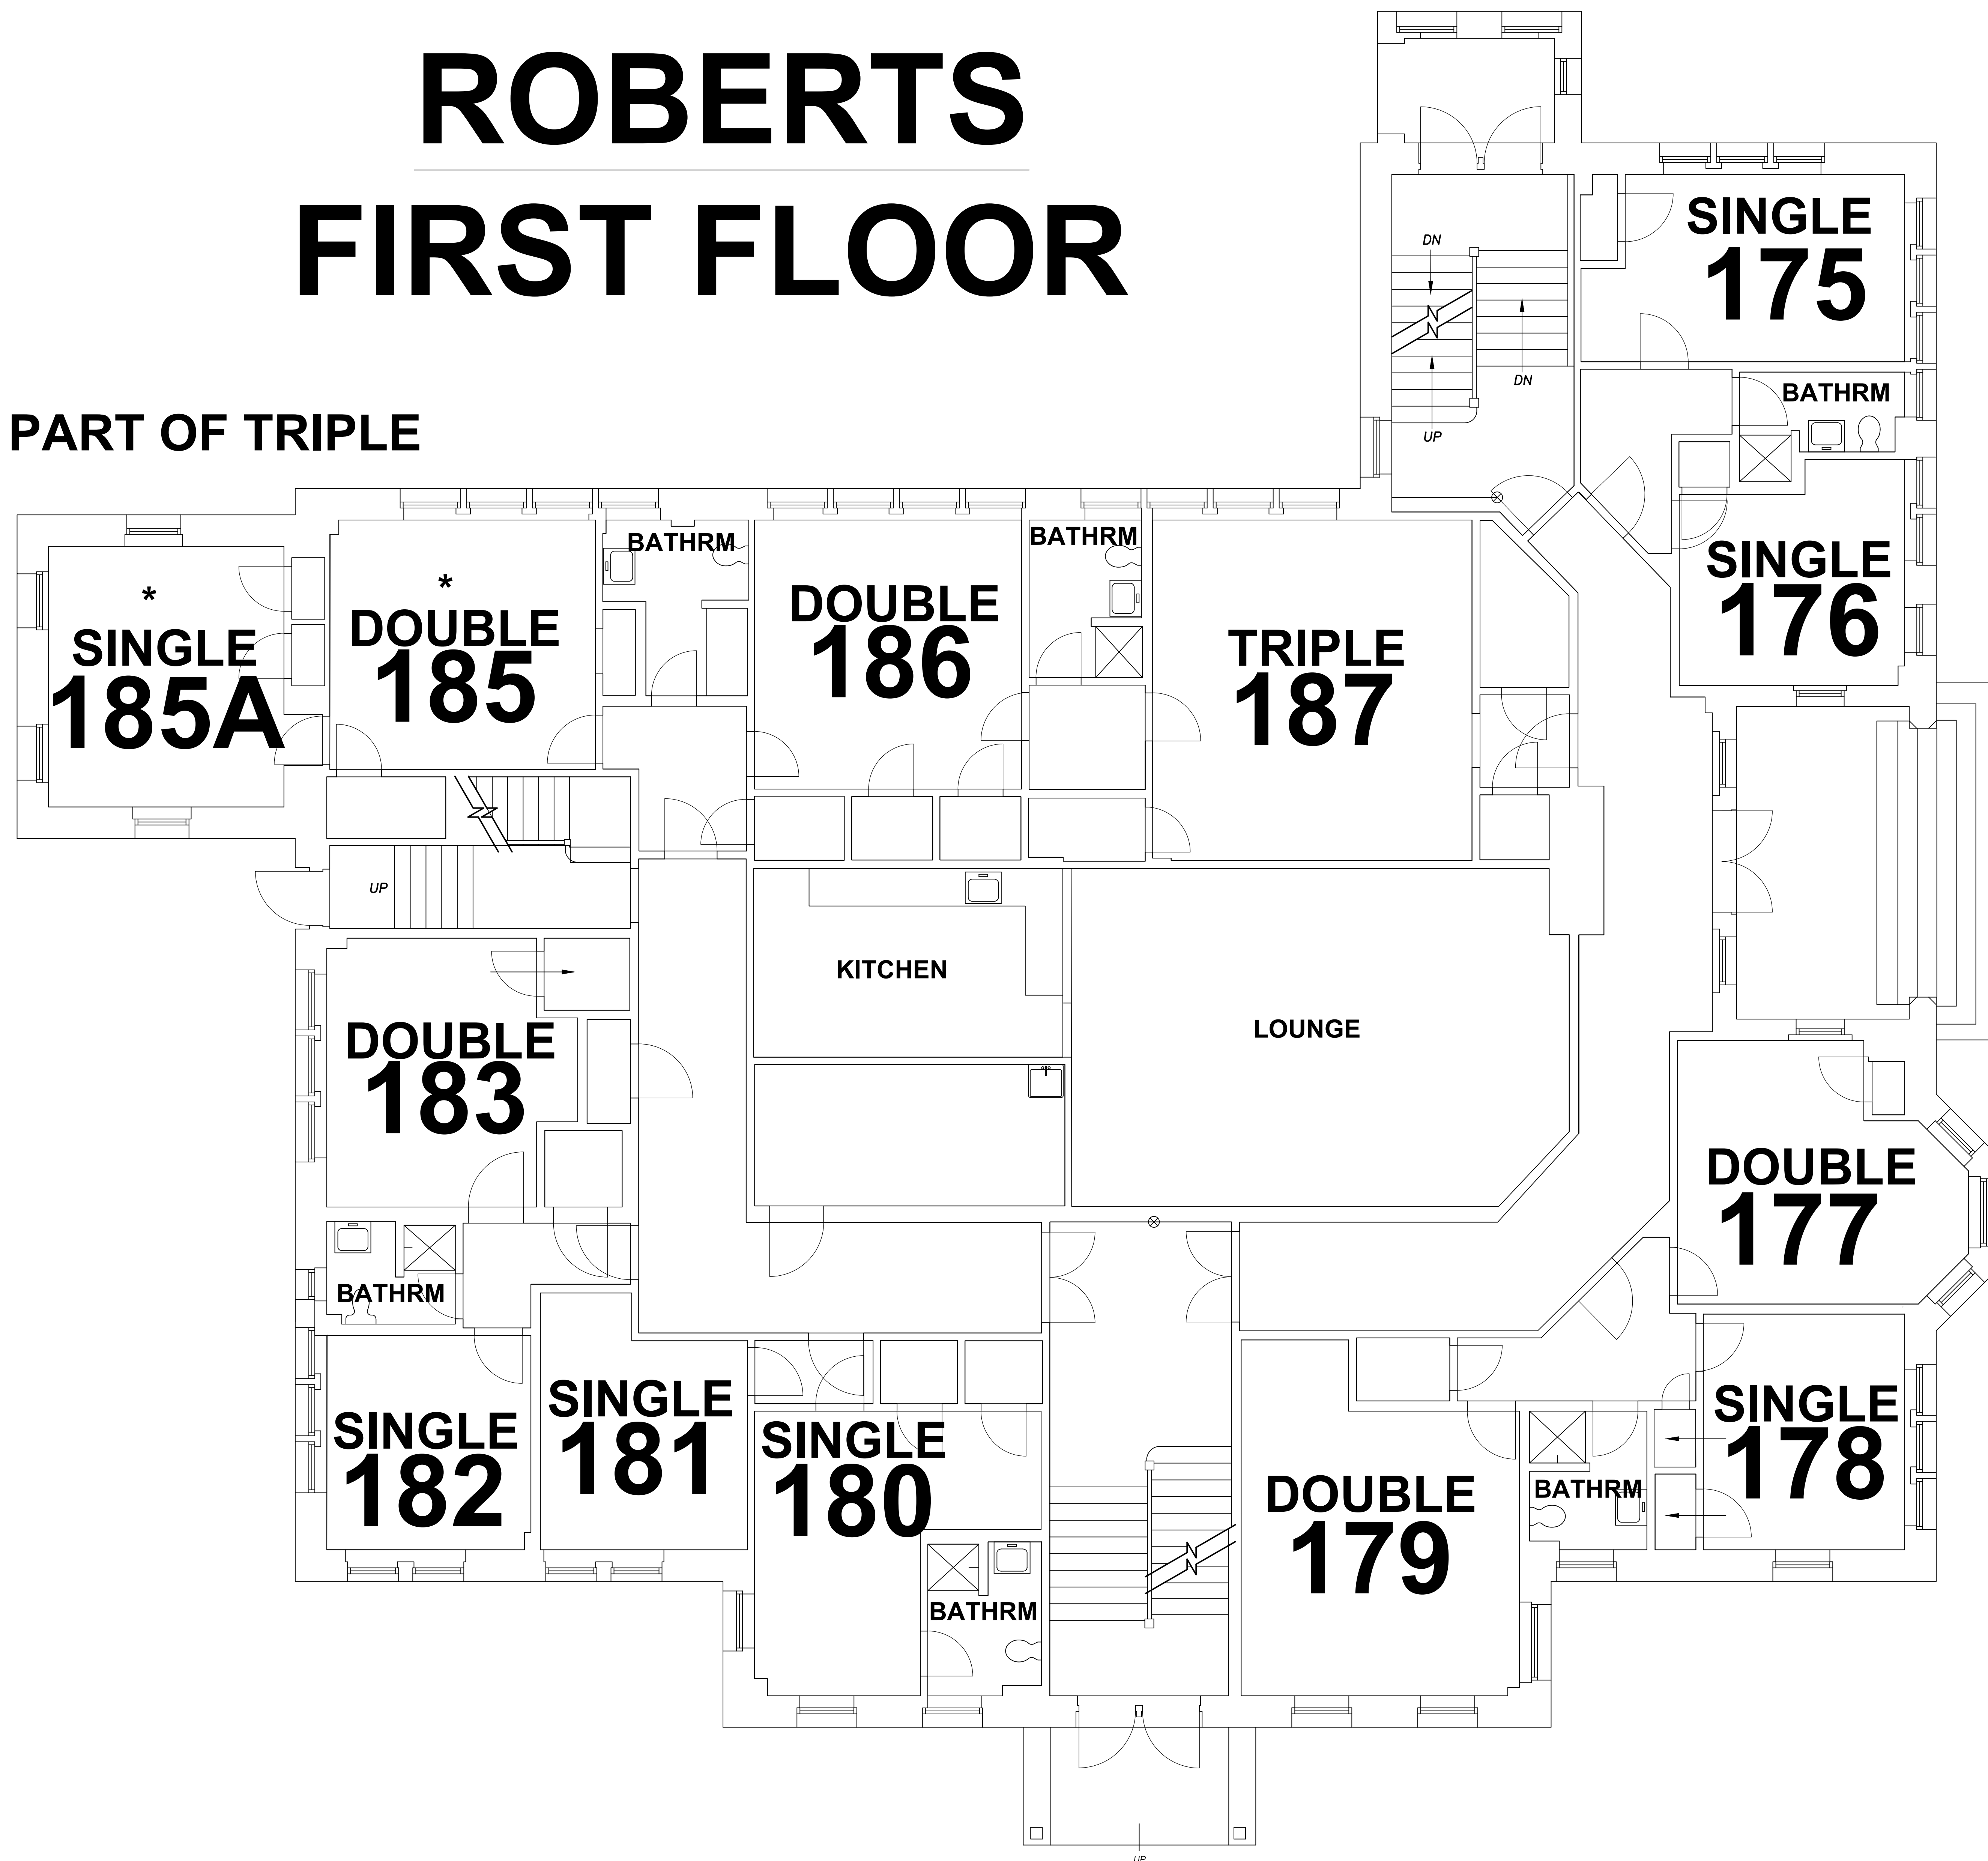 ROBERTS
FIRST FLOOR
PART OF TRIPLE
DN
DN
UP
SINGLE
175
BATHRM
SINGLE
176
*
SINGLE
185A
*
DOUBLE
185
BATHRM
DOUBLE
186
BATHRM
TRIPLE
187
UP
DOUBLE
183
KITCHEN
LOUNGE
DOUBLE
177
BATHRM
SINGLE
182
SINGLE
181
SINGLE
180
BATHRM
DOUBLE
179
BATHRM
SINGLE
178
UP